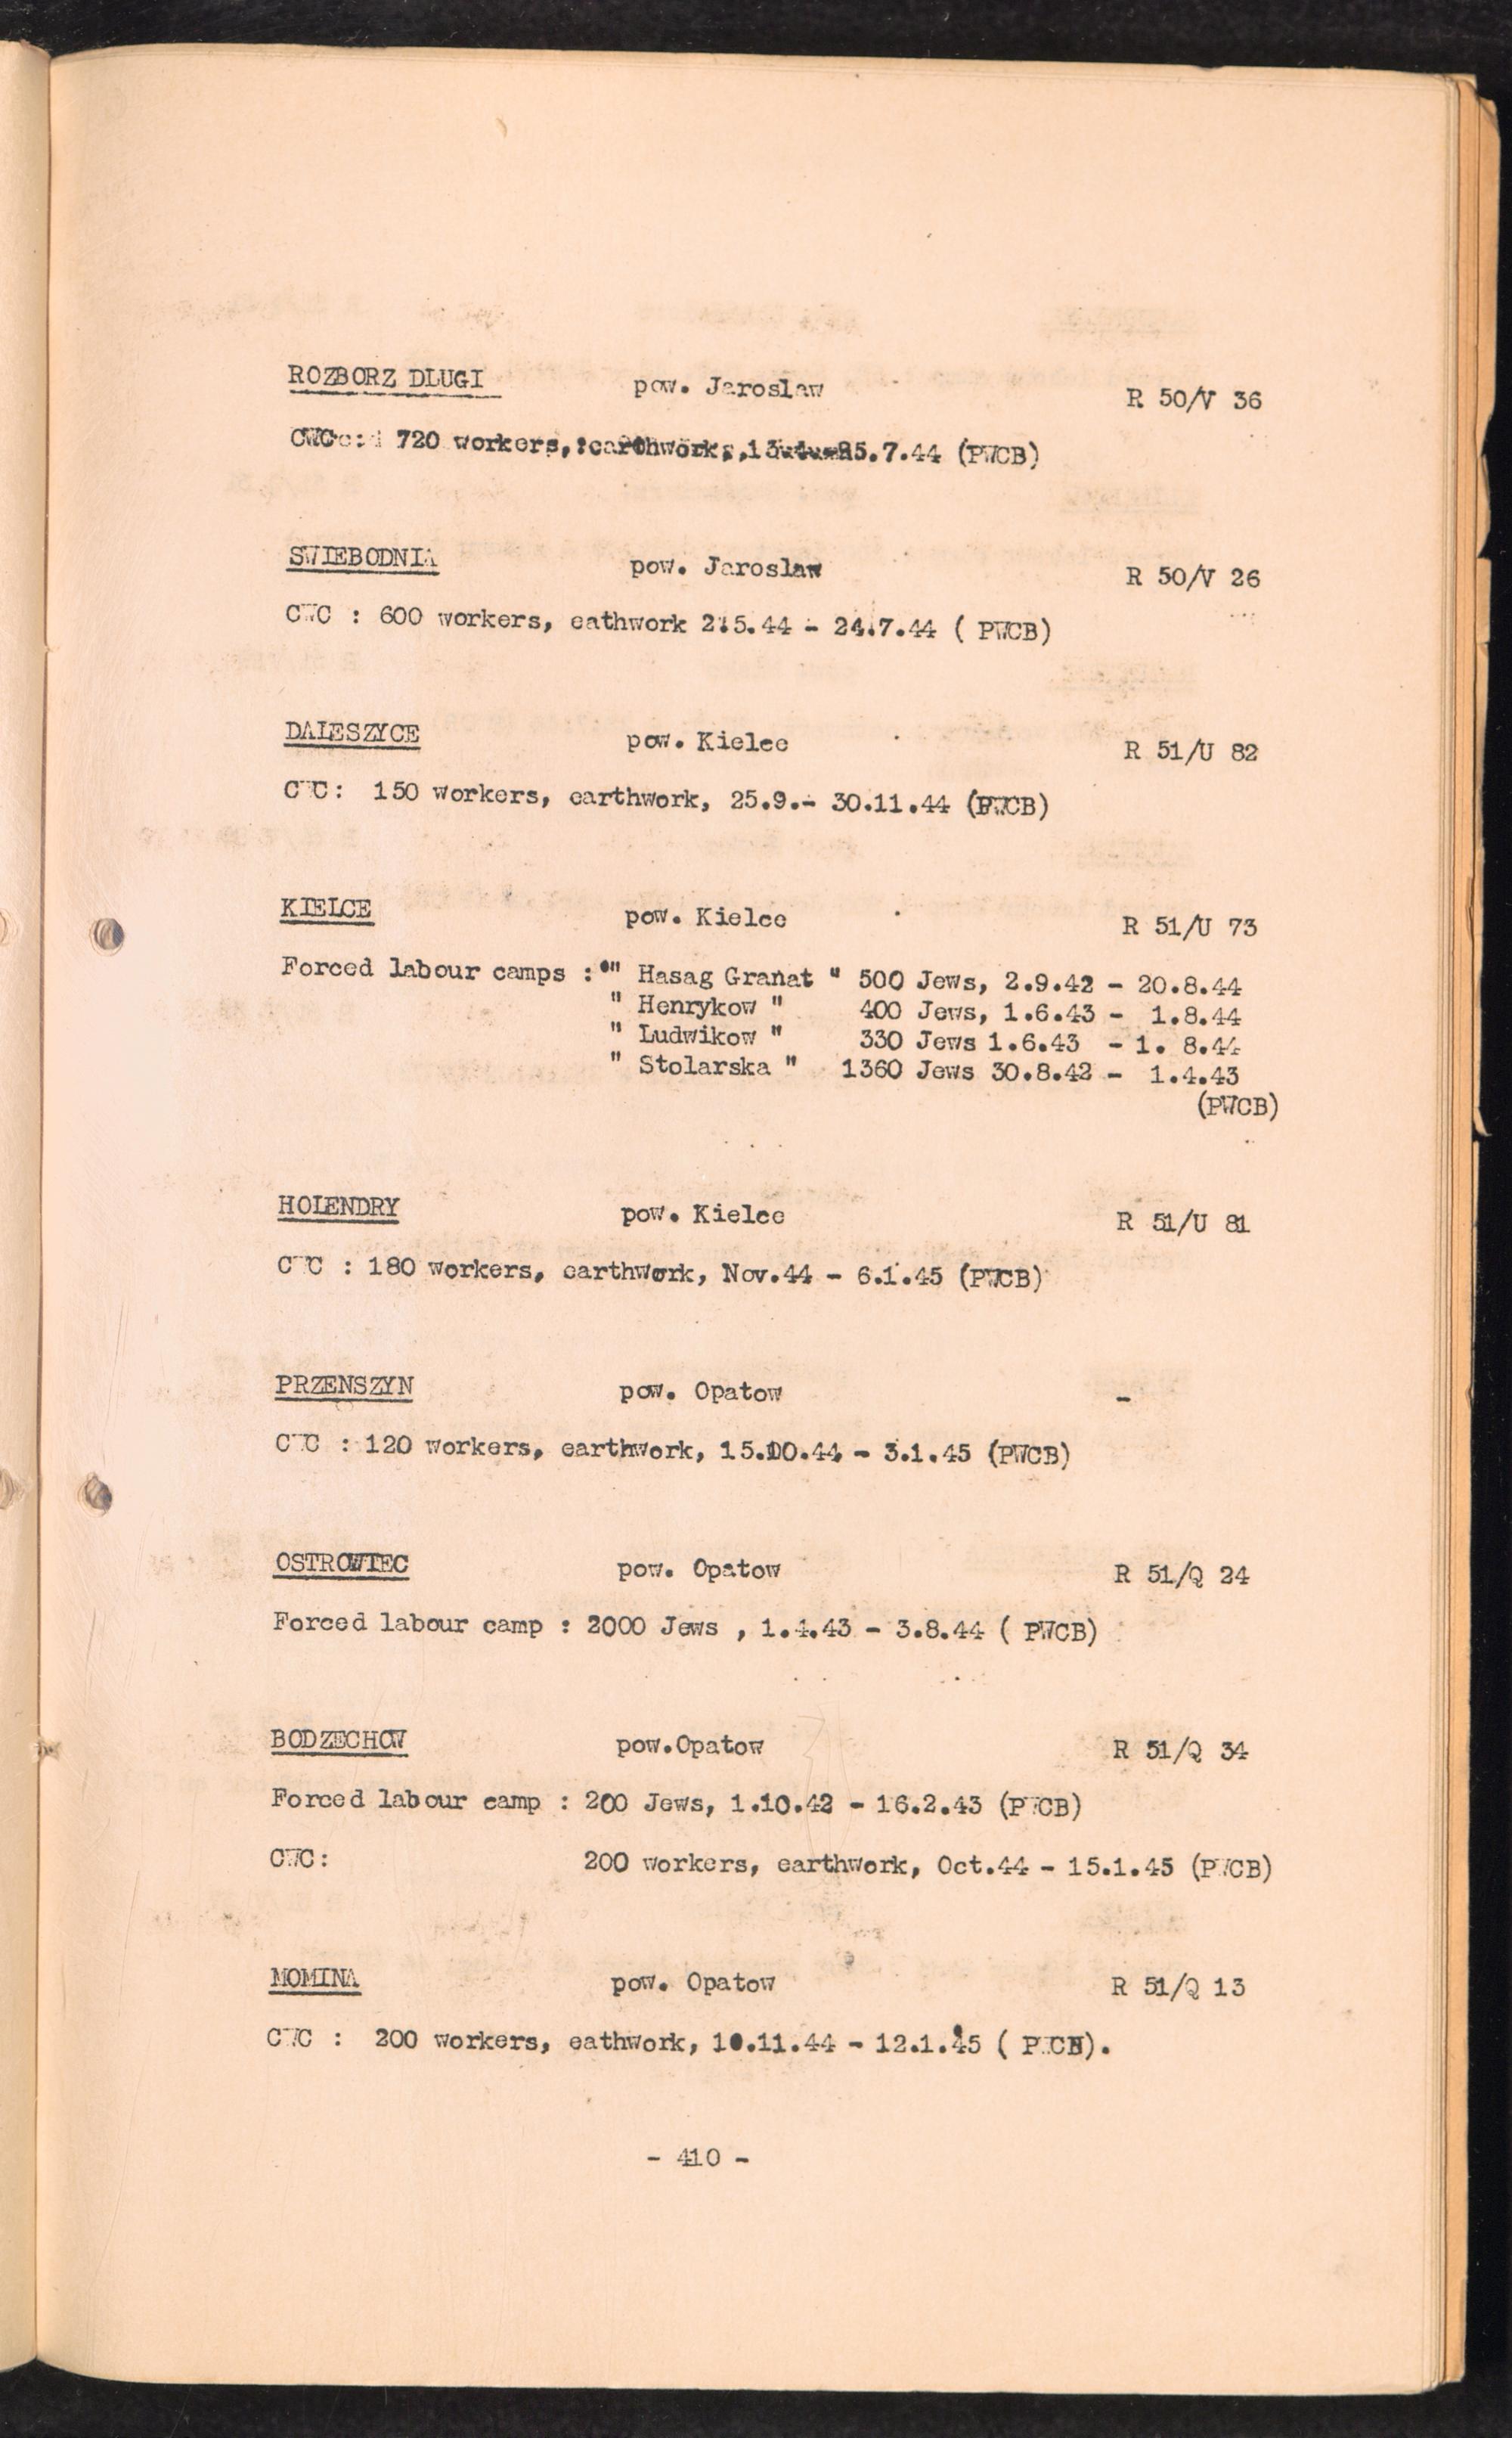 ROZBORZ DLUGI pow. Jaroslaw R 50/V 36
CWC : 720 workers, earthwork, 25.7.44 (PWCB)
SWIEBODNIA pow. Jaroslaw R 50/V 26
CWC : 600 workers, eathwork 2.5.44 - 24.7.44 ( PWCB)
DALESZYCE pow. Kielce R 51/U 82
CWC: 150 workers, earthwork, 25.9.- 30.11.44 (PWCB)
KIELCE pow. Kielce R 51/U 73
Forced labour camps : " Hasag Granat " 500 Jews, 2.9.42 - 20.8.44
" Henrykow " 400 Jews, 1.6.43 - 1.8.44
" Ludwikow " 330 Jews 1.6.43 - 1. 8.44
" Stolarska " 1360 Jews 30.8.42 - 1.4.43
(PWCB)
HOLENDRY pow. Kielce R 51/U 81
CWC : 180 workers, earthwork, Nov.44 - 6.1.45 (PWCB)
PRZENSZYN pow. Opatow -
CWC : 120 workers, earthwork, 15.10.44 - 3.1.45 (PWCB)
OSTROWIEC pow. Opatow R 51/Q 24
Forced labour camp : 2000 Jews , 1.4.43 - 3.8.44 ( PWCB)
BODZECHOW pow.Opatow R 51/Q 34
Forced labour camp : 200 Jews, 1.10.42 - 16.2.43 (PWCB)
CWC: 200 workers, earthwork, Oct.44 - 15.1.45 (PWCB)
MOMINA pow. Opatow R 51/Q 13
CWC : 200 workers, eathwork, 10.11.44 - 12.1.45 ( PWCB).
- 410 -